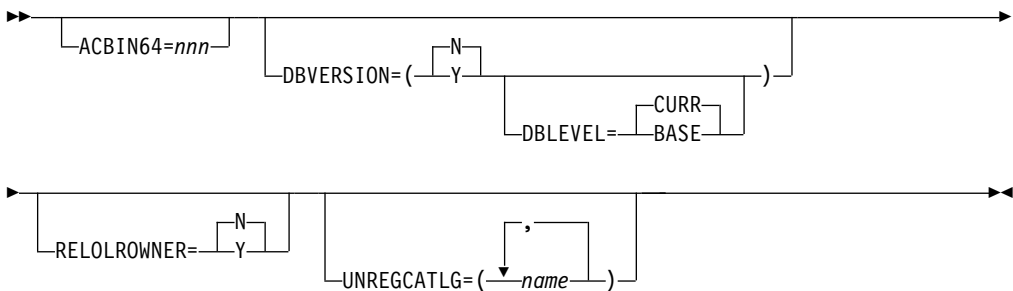 N
ACBIN64=nnn
DBVERSION=( Y )
CURR
DBLEVEL= BASE
N
,
RELOLROWNER= Y
UNREGCATLG=( name )